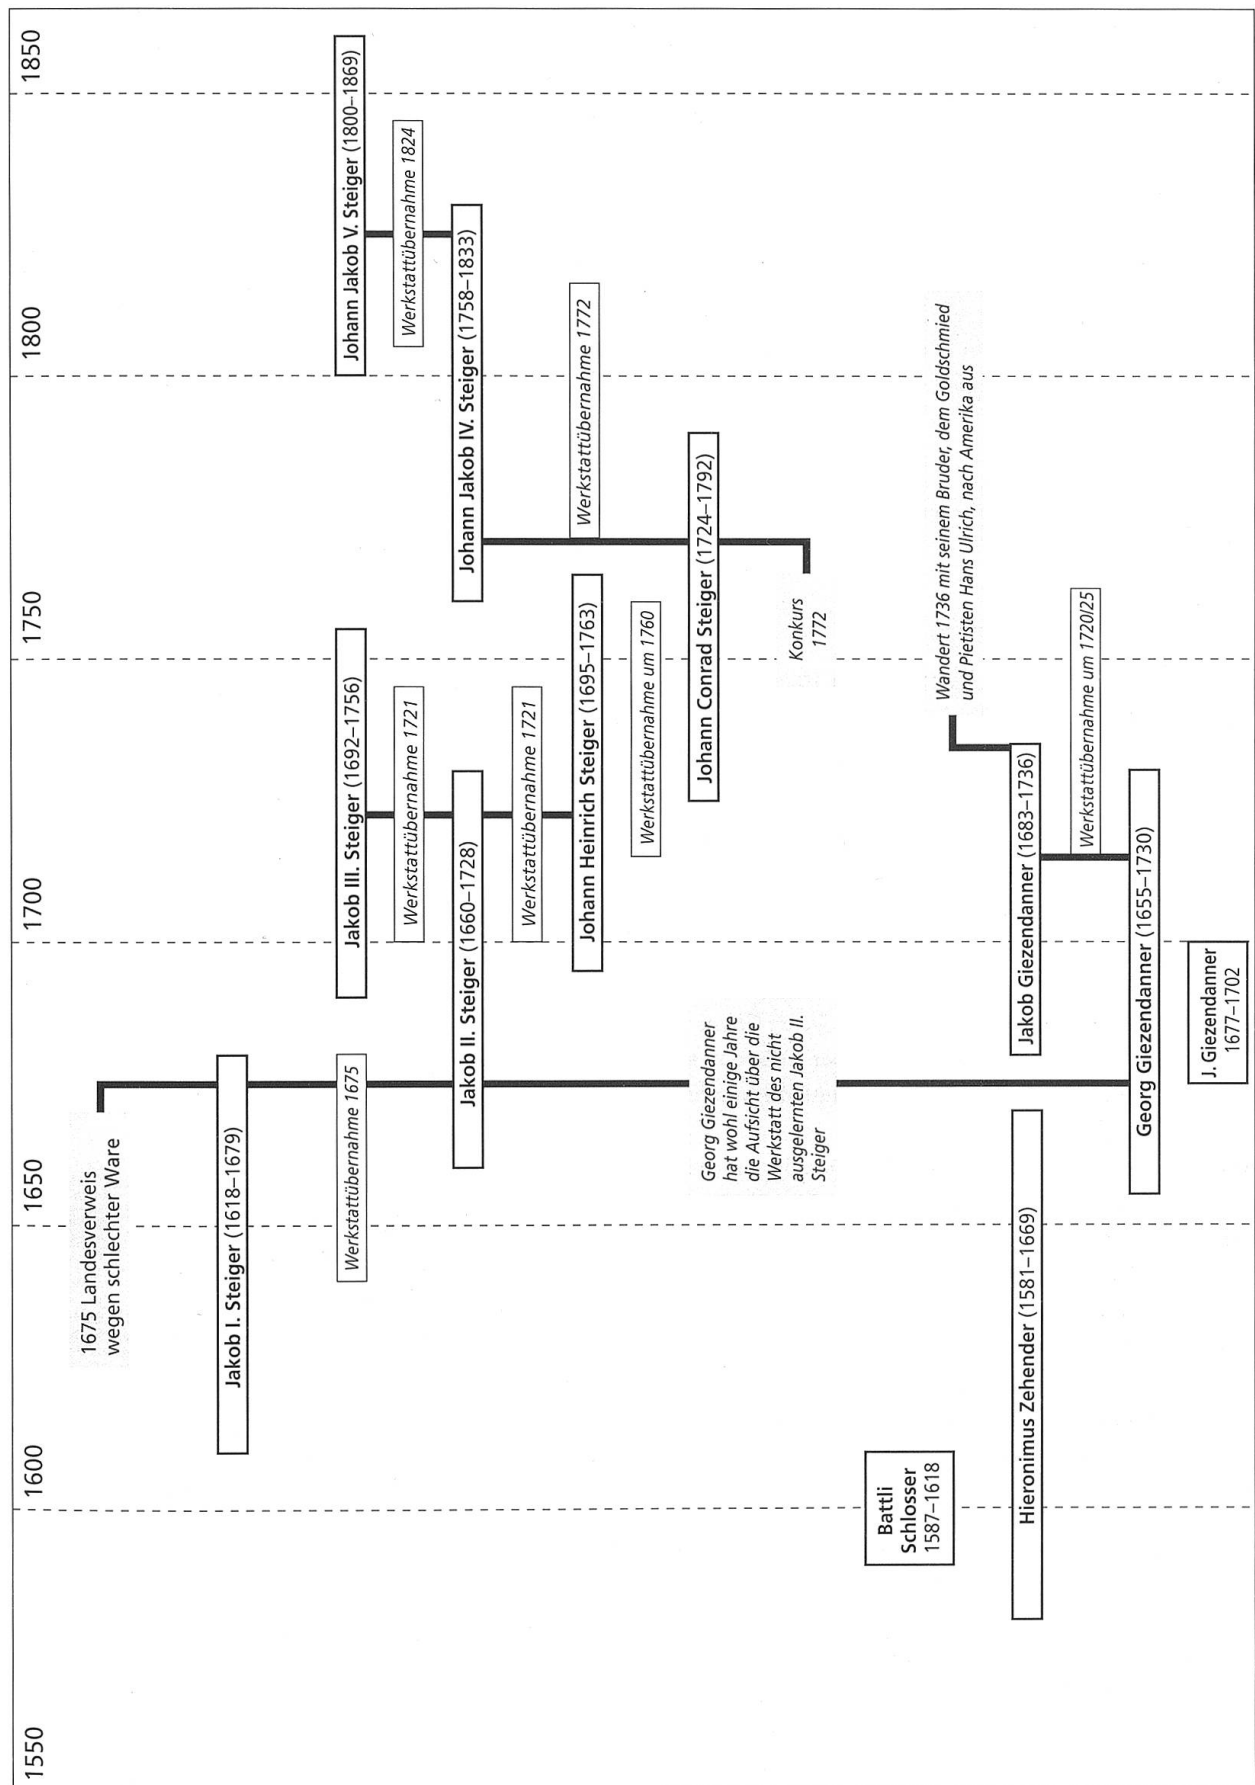 1550
1600
1650
1700
1750
1800
1850
1675 Landesverweis
wegen schlechter Ware
Jakob I. Steiger (1618–1679)
Werkstattübernahme 1675
Jakob III. Steiger (1692–1756)
Johann Jakob V. Steiger (1800–1869)
Werkstattübernahme 1721
Werkstattübernahme 1824
Jakob II. Steiger (1660–1728)
Johann Jakob IV. Steiger (1758–1833)
Werkstattübernahme 1721
Johann Heinrich Steiger (1695–1763)
Werkstattübernahme 1772
Werkstattübernahme um 1760
Johann Conrad Steiger (1724–1792)
Georg Giezendanner
hat wohl einige Jahre
die Aufsicht über die
Werkstatt des nicht
ausgelernten Jakob II.
Steiger
Konkurs
1772
Battli
Schlosser
1587–1618
Wandert 1736 mit seinem Bruder, dem Goldschmied
und Pietisten Hans Ulrich, nach Amerika aus
Hieronimus Zehender (1581–1669)
Jakob Giezendanner (1683–1736)
Werkstattübernahme um 1720/25
Georg Giezendanner (1655–1730)
J. Giezendanner
1677–1702